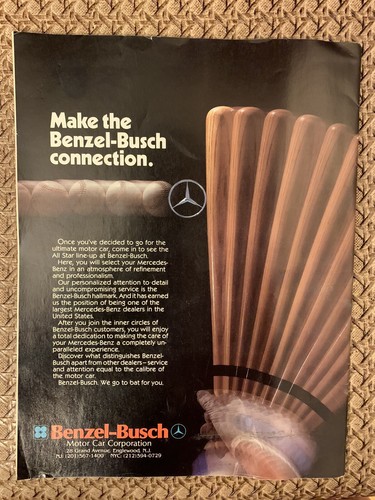 Make the
Benzel-Busch
connection.
Once you've decided to go for the
ultimate motor car, come in to see the
All Star line-up at Benzel-Busch.
Here, you will select your Mercedes-
Benz in an atmosphere of refinement
and professionalism.
Our personalized attention to detail
and uncompromising service is the
Benzel-Busch hallmark. And it has earned
us the position of being one of the
largest Mercedes-Benz dealers in the
United States.
After you join the inner circles of
Benzel-Busch customers, you will enjoy
a total dedication to making the care of
your Mercedes-Benz a completely un-
paralleled experience.
Discover what distinguishes Benzel-
Busch apart from other dealers—service
and attention equal to the calibre of
the motor car.
Benzel-Busch. We go to bat for you.
Benzel-Busch
Motor Car Corporation
28 Grand Avenue, Englewood, N.J.
NJ (201) 567-1400 NYC (212) 594-0729